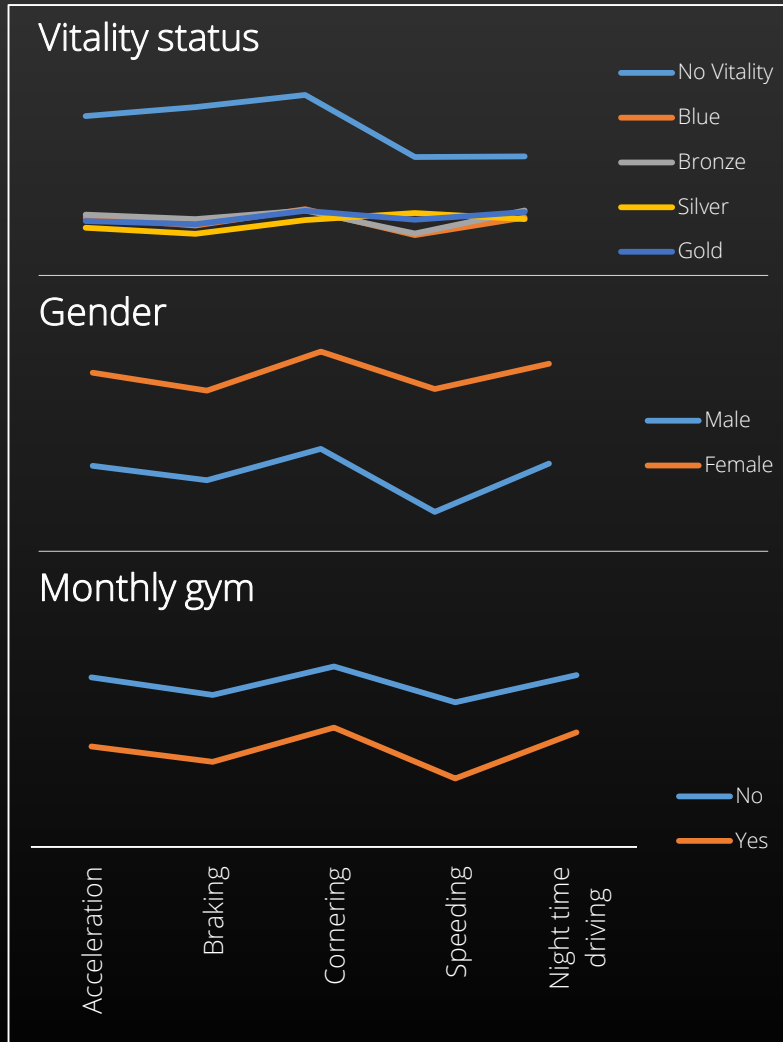 Vitality status
No Vitality
Blue
Bronze
Silver
Gold
Gender
Male
Female
Monthly gym
No
Yes
Acceleration
Braking
Cornering
Speeding
Night time
driving